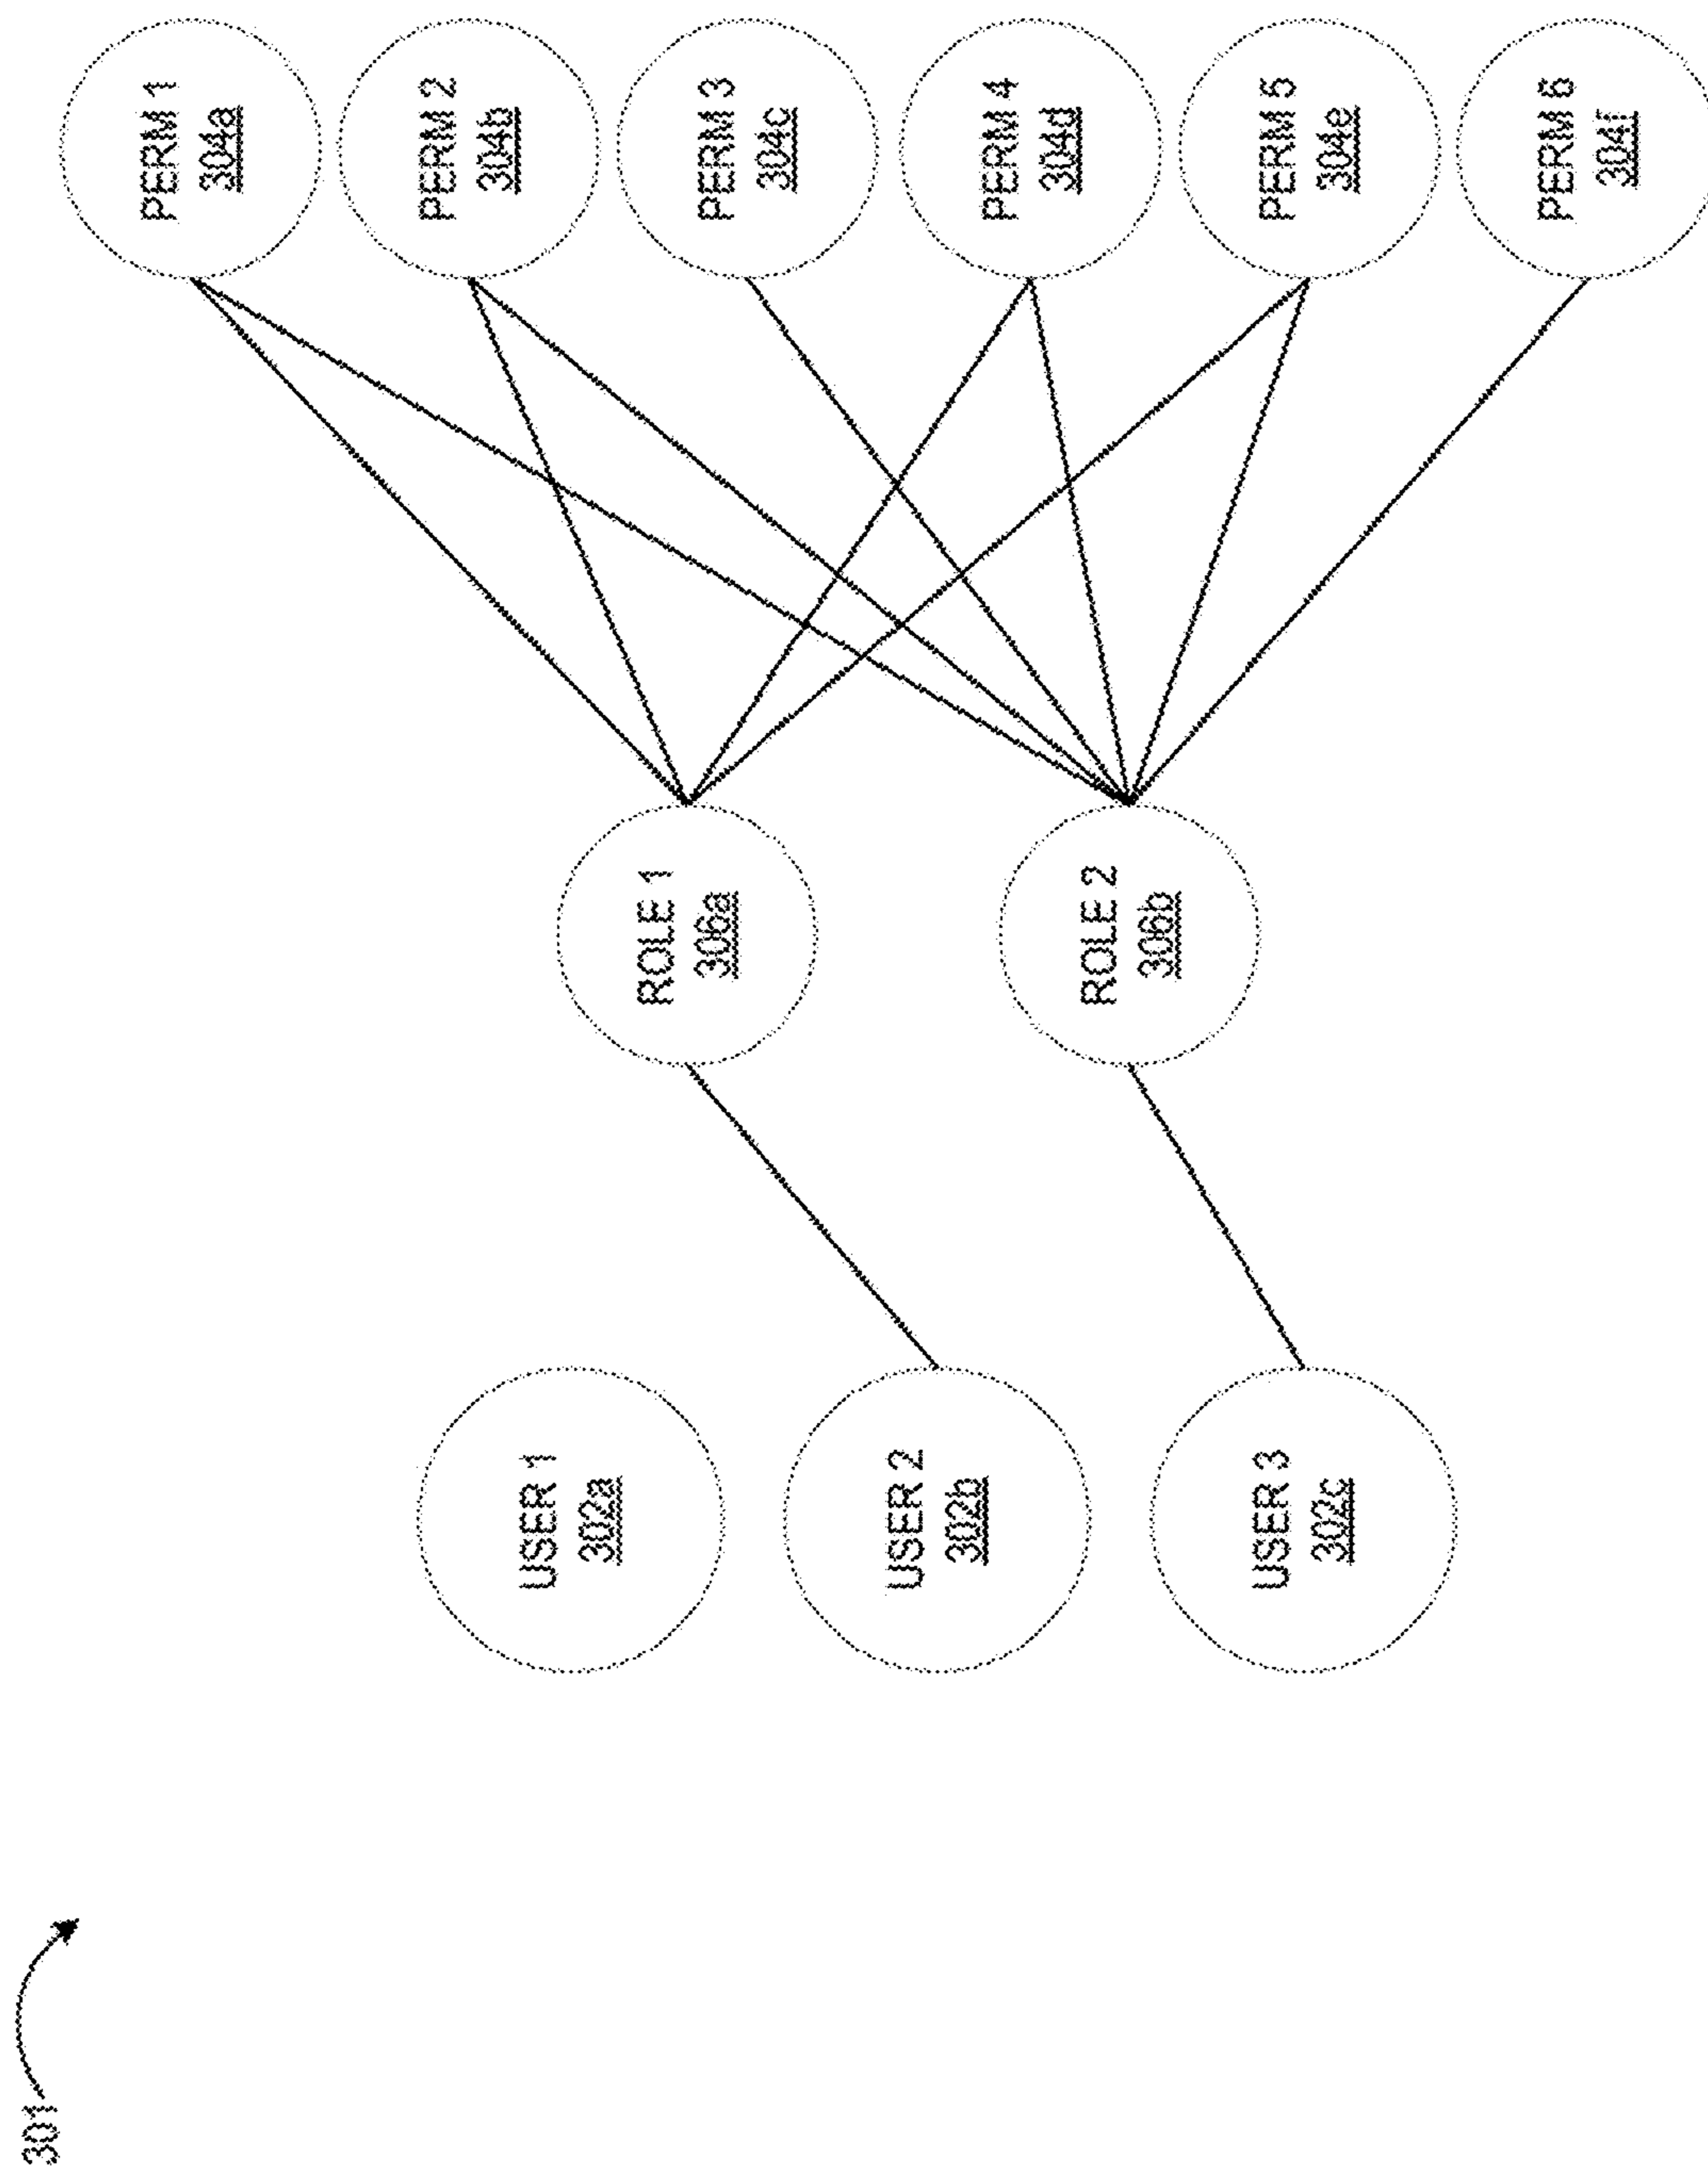 301
USER 1
302a
USER 2
302b
USER 3
302c
ROLE 1
306a
ROLE 2
306b
PERM 1
304a
PERM 2
304b
PERM 3
304c
PERM 4
304d
PERM 5
304e
PERM 6
304f